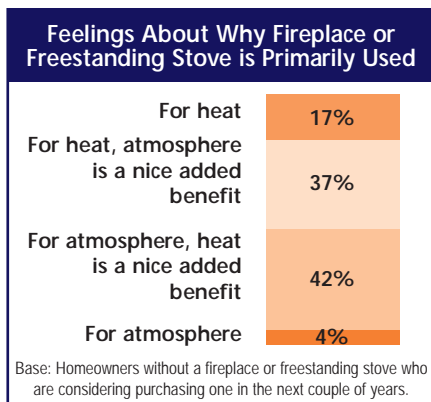 Feelings About Why Fireplace or
Freestanding Stove is Primarily Used
For heat
17%
For heat, atmosphere
is a nice added
benefit
37%
For atmosphere, heat
is a nice added
benefit
42%
For atmosphere
4%
Base: Homeowners without a fireplace or freestanding stove who
are considering purchasing one in the next couple of years.